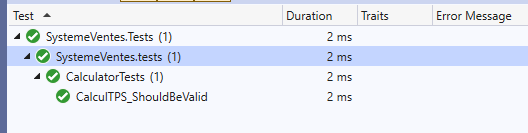 Test Duration Traits Error Message
SystemeVentes.Tests (1) 2 ms
SystemeVentes.tests (1) 2 ms
CalculatorTests (1) 2 ms
CalculTPS_ShouldBeValid 2 ms